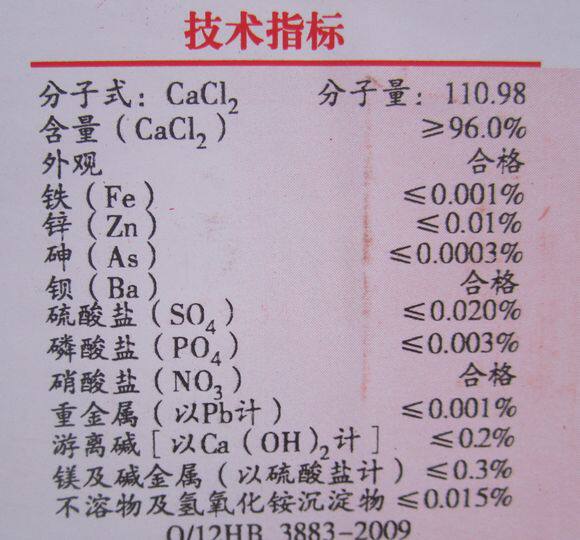 技术指标
分子式：CaCl₂ 分子量：110.98
含量（CaCl₂） ≥96.0%
外观 合格
铁（Fe） ≤0.001%
锌（Zn） ≤0.01%
砷（As） ≤0.0003%
钡（Ba） 合格
硫酸盐（SO₄） ≤0.020%
磷酸盐（PO₄） ≤0.003%
硝酸盐（NO₃） 合格
重金属（以Pb计） ≤0.001%
游离碱［以Ca（OH）₂计］ ≤0.2%
镁及碱金属（以硫酸盐计） ≤0.3%
不溶物及氢氧化铵沉淀物 ≤0.015%
Q/12HB 3883-2009